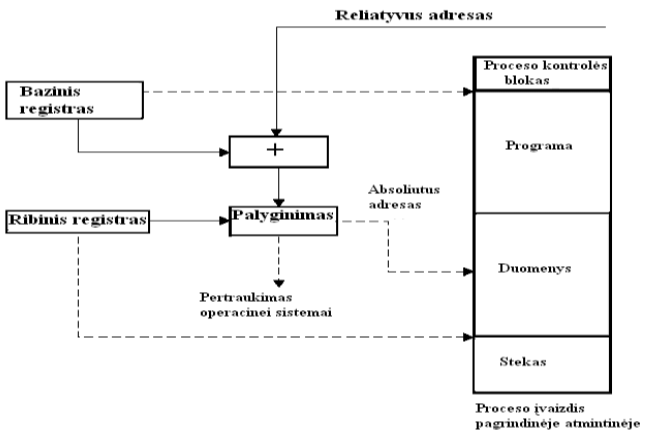 Reliatyvus adresas
Proceso kontrolės
blokas
Bazinis
registras
+
Programa
Absoliutus
adresas
Ribinis registras
Palyginimas
Duomenys
Pertraukimas
operacinei sistemai
Stekas
Proceso įvaizdis
pagrindinėje atmintinėje